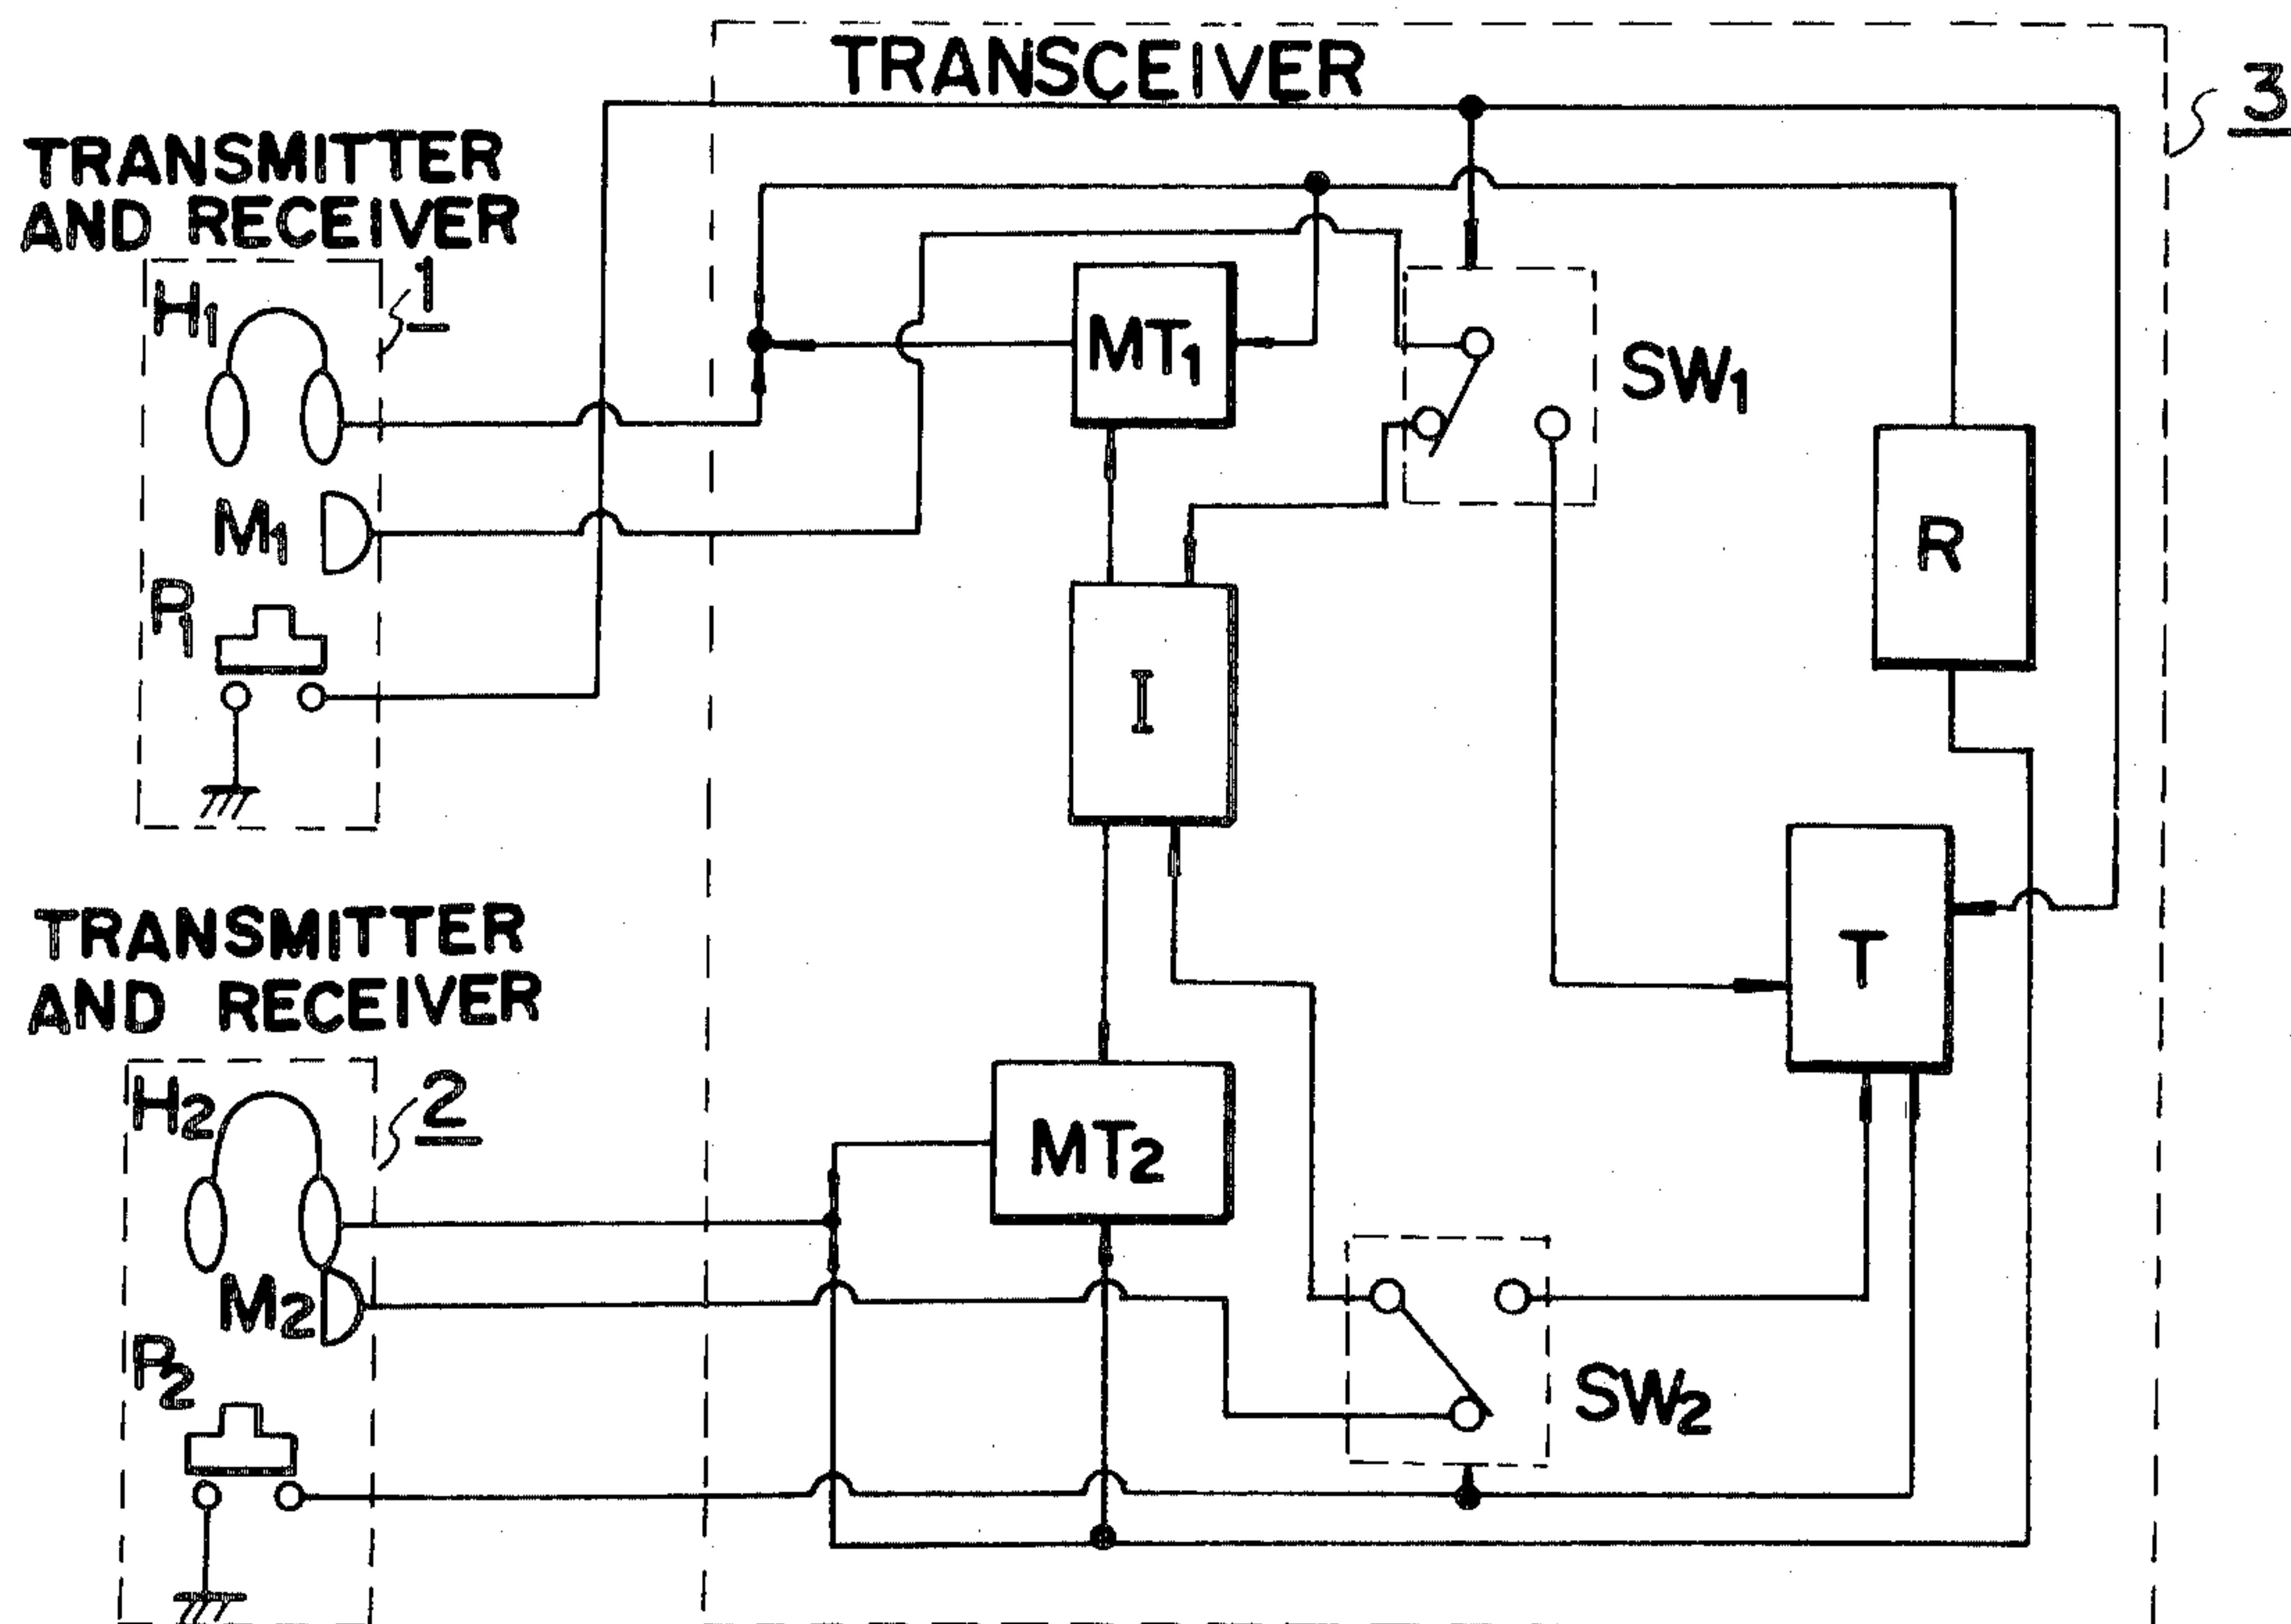 TRANSCEIVER
3
TRANSMITTER
AND RECEIVER
1
H1
MT1
SW1
M1
R
P1
I
TRANSMITTER
AND RECEIVER
T
2
H2
MT2
M2
P2
SW2